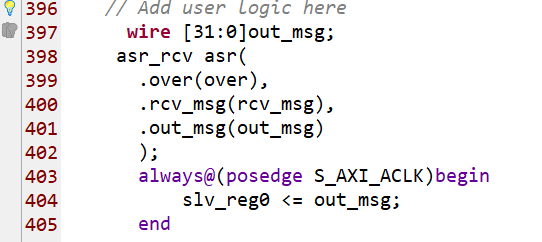 396 // Add user logic here
397 wire [31:0]out_msg;
398 asr_rcv asr(
399 .over(over),
400 .rcv_msg(rcv_msg),
401 .out_msg(out_msg)
402 );
403 always@(posedge S_AXI_ACLK)begin
404 slv_reg0 <= out_msg;
405 end